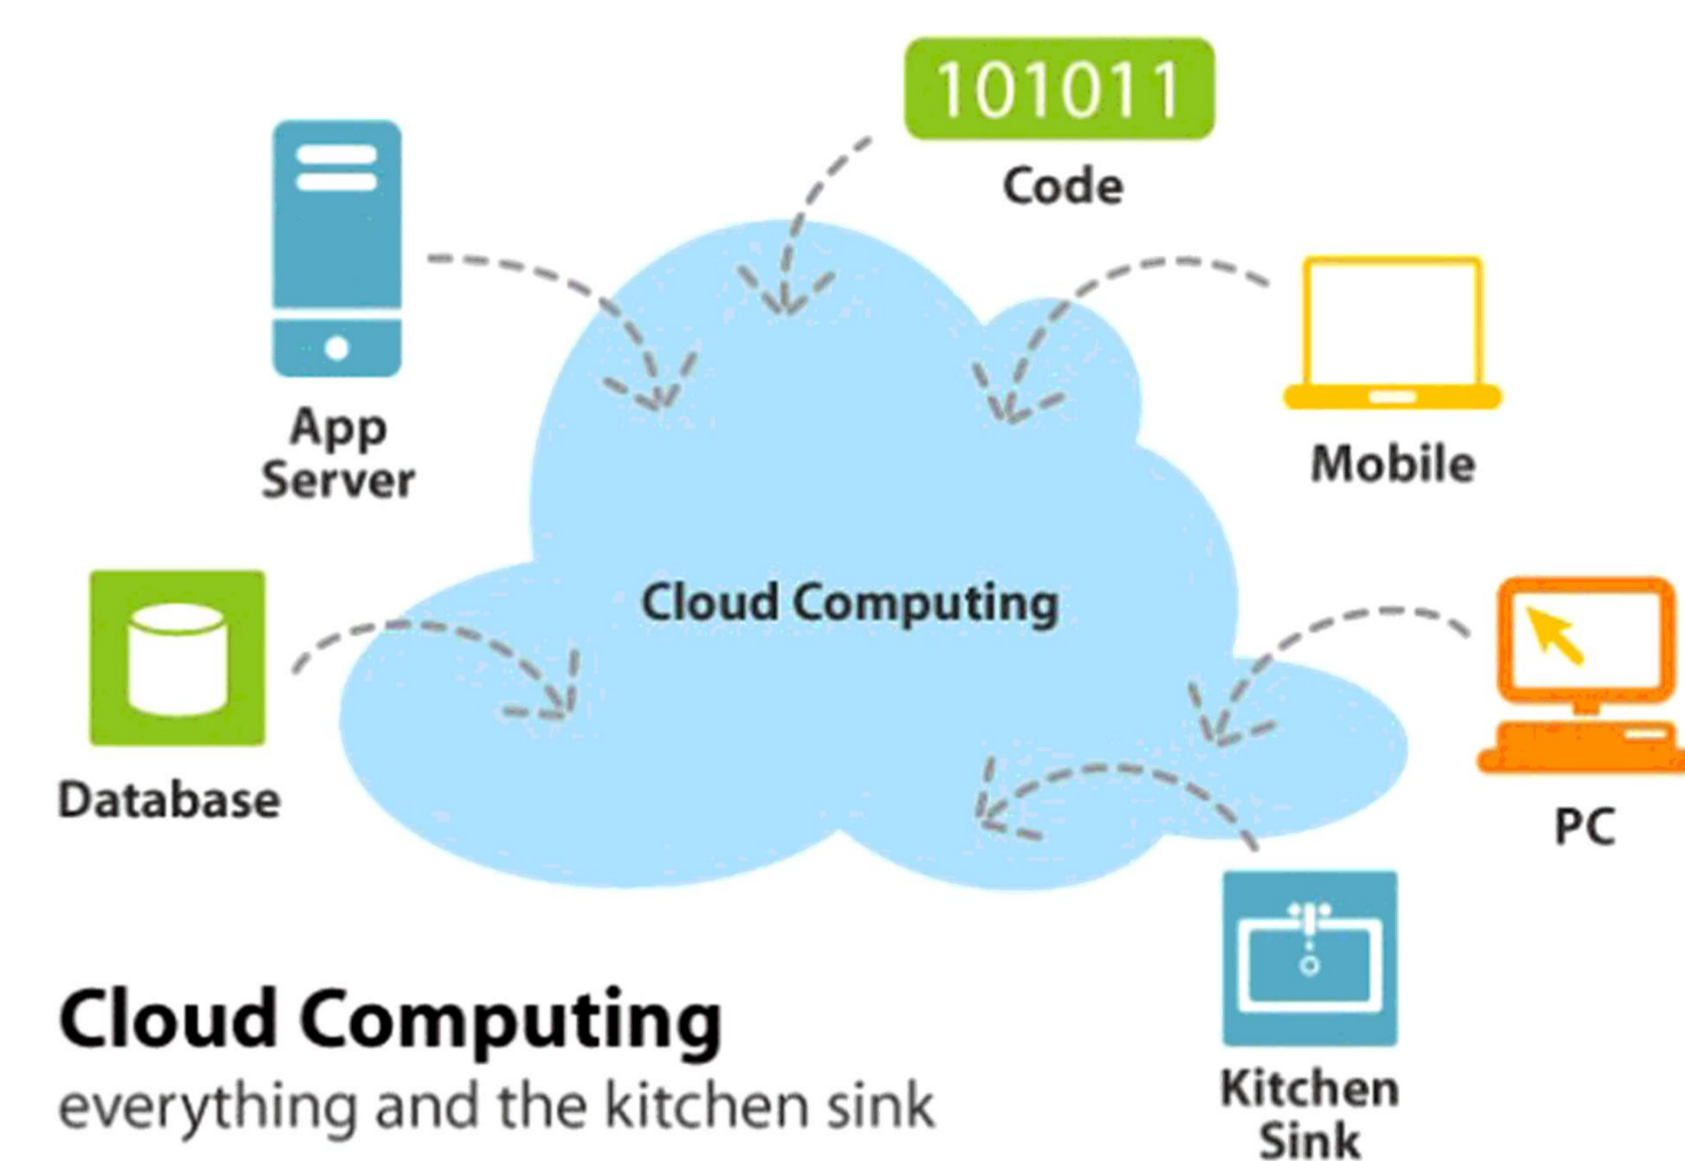 101011
Code
App
Server
Mobile
Cloud Computing
Database
PC
Kitchen
Sink
Cloud Computing
everything and the kitchen sink